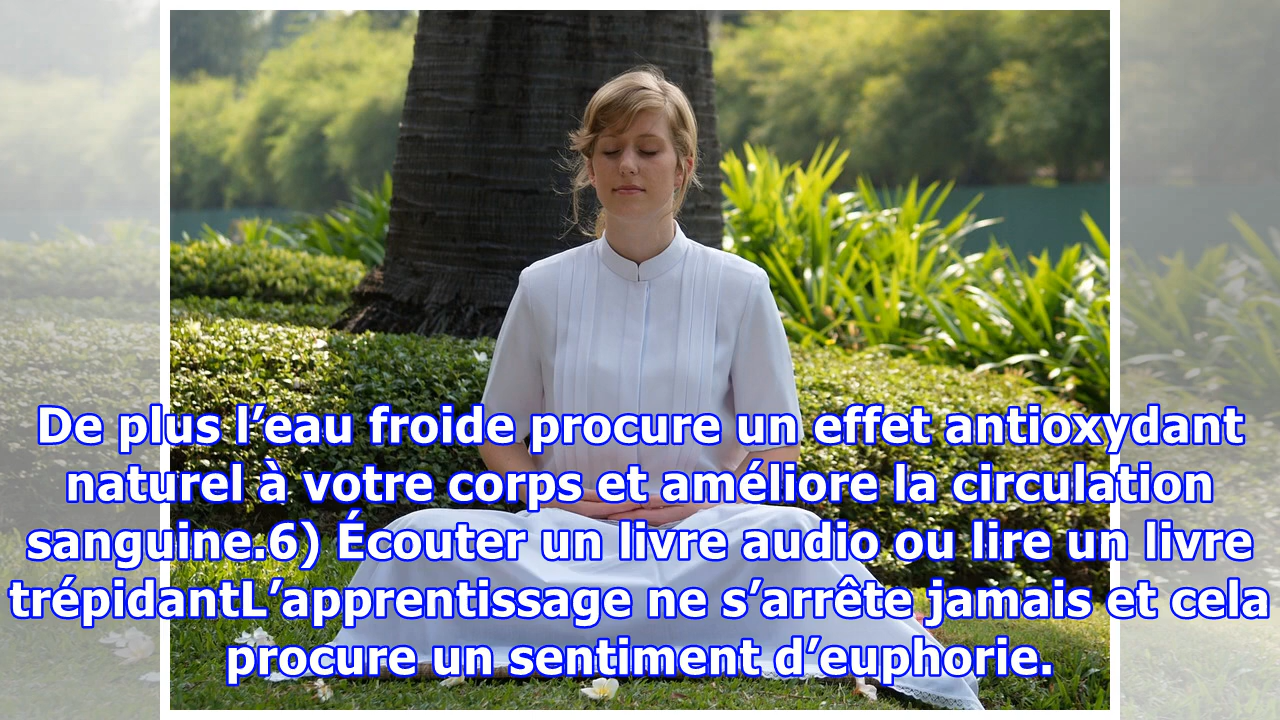 De plus l’eau froide procure un effet antioxydant
naturel à votre corps et améliore la circulation
sanguine.6) Écouter un livre audio ou lire un livre
trépidantL’apprentissage ne s’arrête jamais et cela
procure un sentiment d’euphorie.